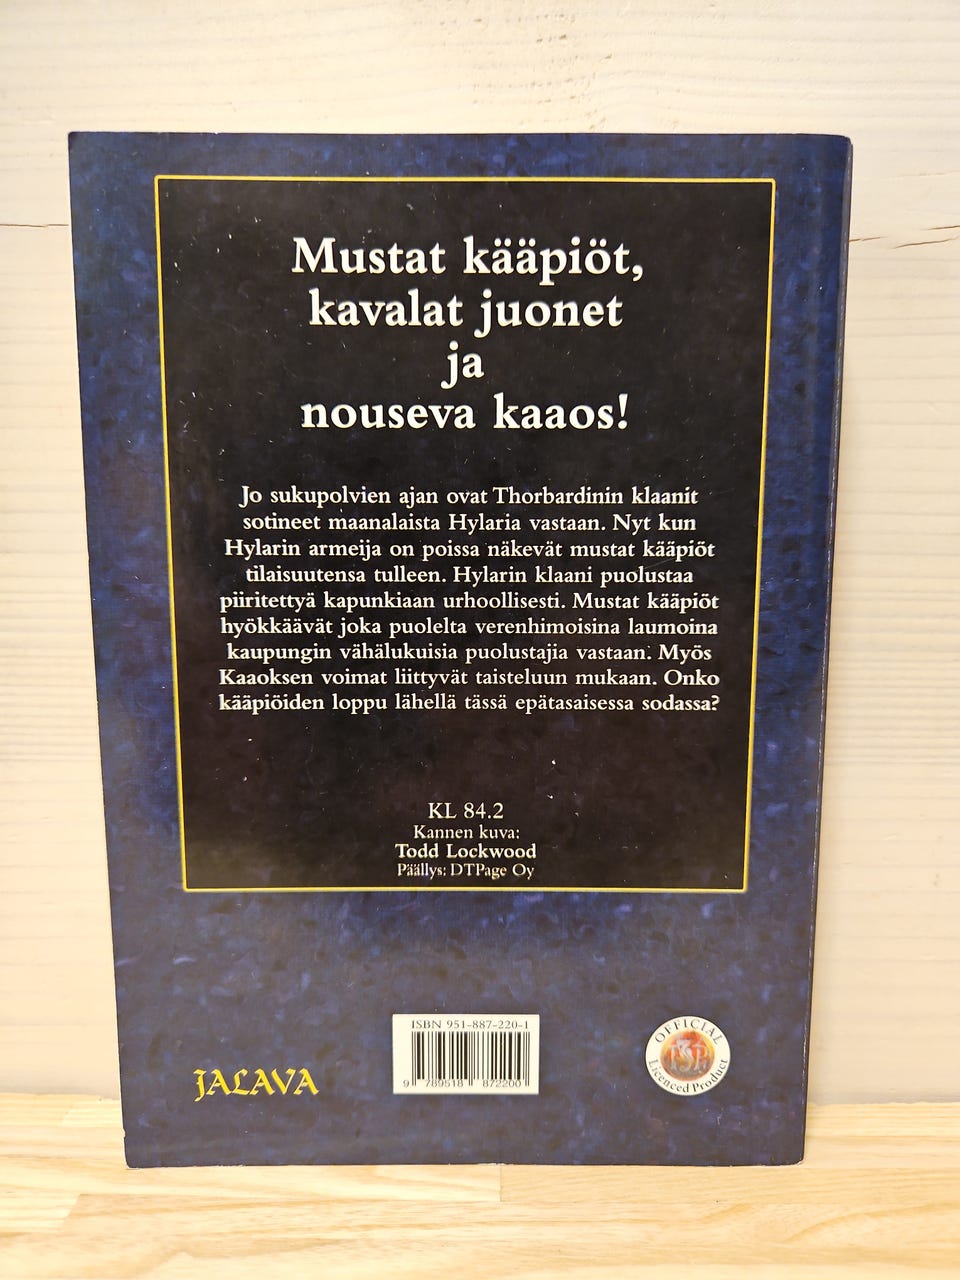 Mustat kääpiöt,
kavalat juonet
ja
nouseva kaaos!
Jo sukupolvien ajan ovat Thorbardinin klaanit
sotineet maanalaista Hylaria vastaan. Nyt kun
Hylarin armeija on poissa näkevät mustat kääpiöt
tilaisuutensa tulleen. Hylarin klaani puolustaa
piiritettyä kapunkiaan urhoollisesti. Mustat kääpiöt
hyökkäävät joka puolelta verenhimoisina laumoina
kaupungin vähälukuisia puolustajia vastaan. Myös
Kaaoksen voimat liittyvät taisteluun mukaan. Onko
kääpiöiden loppu lähellä tässä epätasaisessa sodassa?
KL 84.2
Kannen kuva:
Todd Lockwood
Päällys: DTPage Oy
ISBN 951-887-220-1
9 789518 872200
JALAVA
OFFICIAL
TSR
Licenced Product